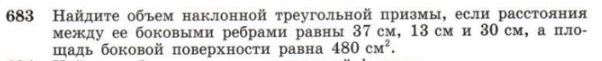 683 Найдите объем наклонной треугольной призмы, если расстояния
между ее боковыми ребрами равны 37 см, 13 см и 30 см, а пло-
щадь боковой поверхности равна 480 см².